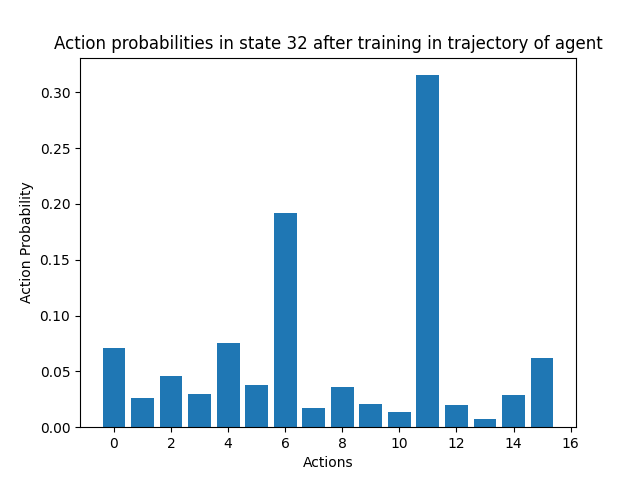 Action probabilities in state 32 after training in trajectory of agent
0.30
0.25
0.20
0.15
0.10
0.05
0.00
Action Probability
0 2 4 6 8 10 12 14 16
Actions